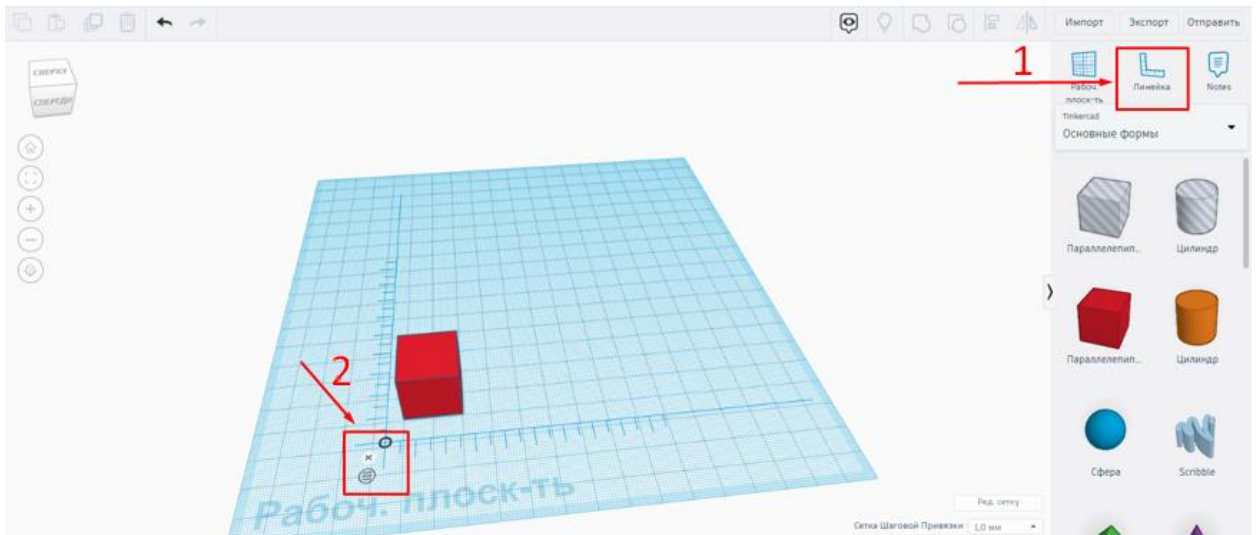 Импорт
Экспорт
Отправить
СВЕРХУ
СПЕРЕДИ
1
Рабоч. плоск-ть
Линейка
Notes
Tinkercad
Основные формы
Параллелепип...
Цилиндр
Параллелепип...
Цилиндр
2
Сфера
Scribble
Рабоч. плоск-ть
Ред. сетку
Сетка Шаговой Привязки
1,0 мм